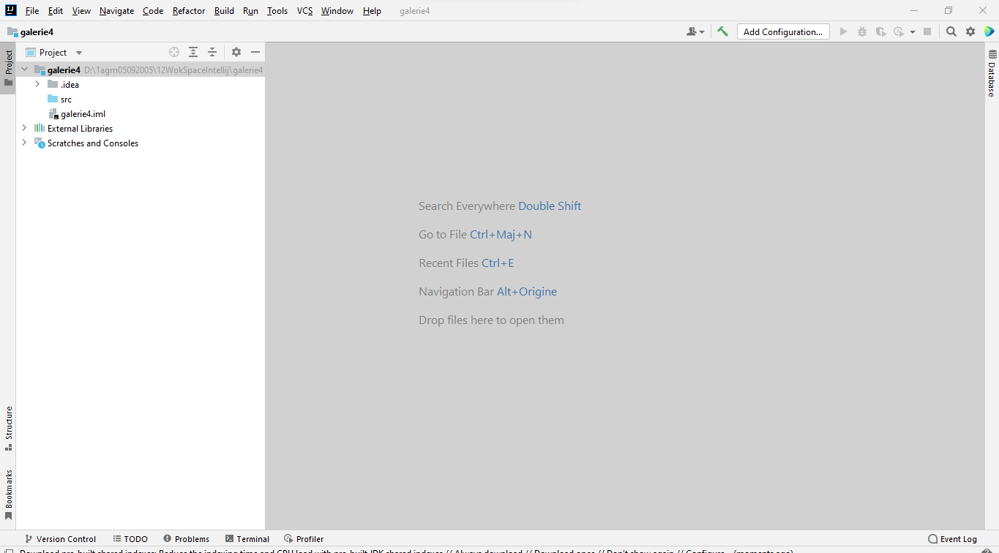 IJ File Edit View Navigate Code Refactor Build Run Tools VCS Window Help galerie4
galerie4 Add Configuration...
Project
Project
galerie4 D:\1agm05092005\12WokSpaceIntellij\galerie4
.idea
src
galerie4.iml
External Libraries
Scratches and Consoles
Search Everywhere Double Shift
Go to File Ctrl+Maj+N
Recent Files Ctrl+E
Navigation Bar Alt+Origine
Drop files here to open them
Database
Structure
Bookmarks
Version Control TODO Problems Terminal Profiler Event Log
Download pre-built shared indexes: Reduce the indexing time and CPU load with pre-built JDK shared indexes // Always download // Download once // Don't show again // Configure... (moments ago)